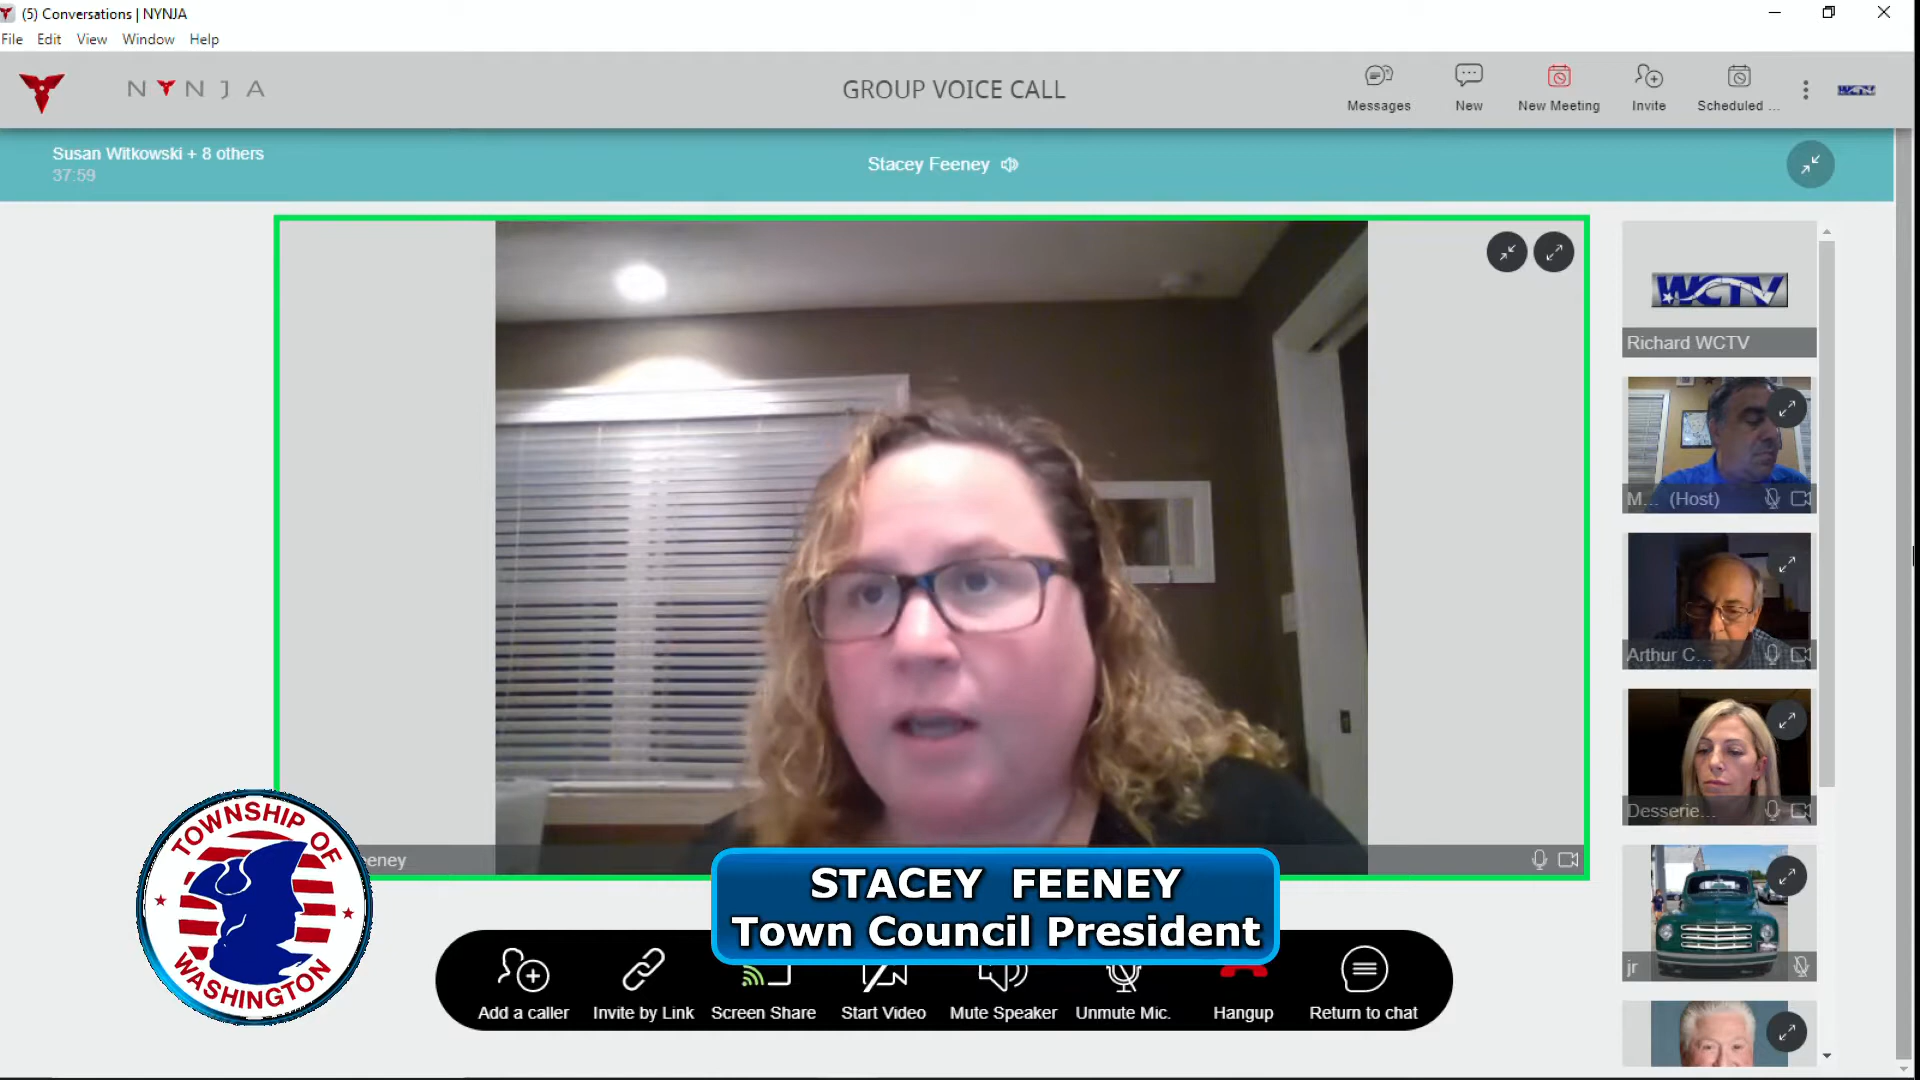 (5) Conversations | NYNJA
File Edit View Window Help
NYNJA
GROUP VOICE CALL
Messages
New
New Meeting
Invite
Scheduled ...
WCTV
Susan Witkowski + 8 others
37:59
Stacey Feeney
WCTV
Richard WCTV
M... (Host)
Arthur C...
Desserie...
jr
eeney
TOWNSHIP OF
WASHINGTON
STACEY FEENEY
Town Council President
Add a caller
Invite by Link
Screen Share
Start Video
Mute Speaker
Unmute Mic.
Hangup
Return to chat